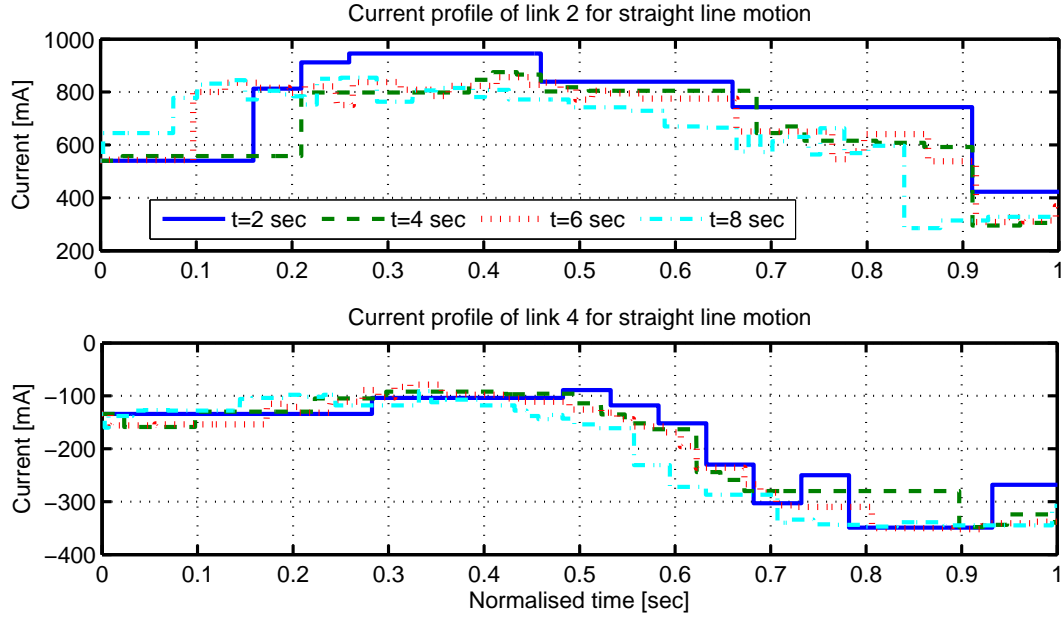 Current profile of link 2 for straight line motion
1000
800
600
400
200
Current [mA]
t=2 sec t=4 sec t=6 sec t=8 sec
0 0.1 0.2 0.3 0.4 0.5 0.6 0.7 0.8 0.9 1
Current profile of link 4 for straight line motion
0
−100
−200
−300
−400
Current [mA]
0 0.1 0.2 0.3 0.4 0.5 0.6 0.7 0.8 0.9 1
Normalised time [sec]